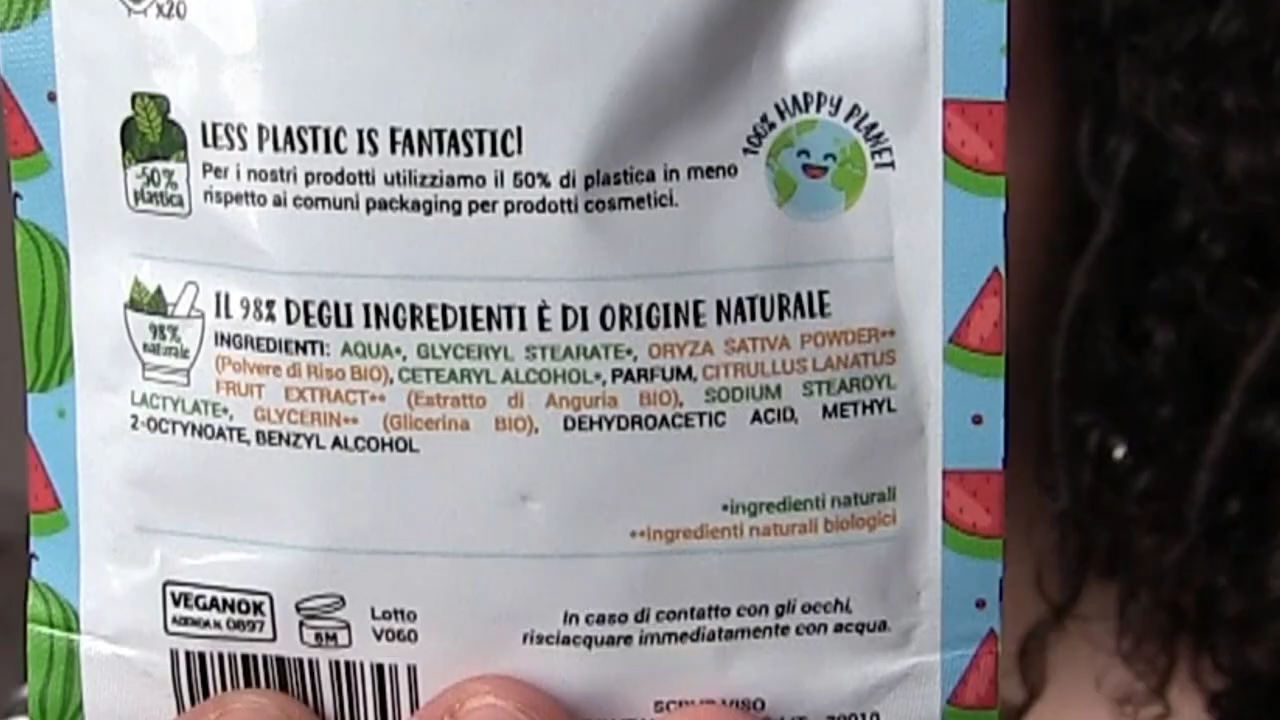 x20
LESS PLASTIC IS FANTASTIC!
-50%
plastica
Per i nostri prodotti utilizziamo il 50% di plastica in meno
rispetto ai comuni packaging per prodotti cosmetici.
100% HAPPY PLANET
IL 98% DEGLI INGREDIENTI È DI ORIGINE NATURALE
98%
naturale
INGREDIENTI: AQUA*, GLYCERYL STEARATE*, ORYZA SATIVA POWDER**
(Polvere di Riso BIO), CETEARYL ALCOHOL*, PARFUM, CITRULLUS LANATUS
FRUIT EXTRACT** (Estratto di Anguria BIO), SODIUM STEAROYL
LACTYLATE*, GLYCERIN** (Glicerina BIO), DEHYDROACETIC ACID, METHYL
2-OCTYNOATE, BENZYL ALCOHOL
*ingredienti naturali
**ingredienti naturali biologici
VEGANOK
AZIENDA N. 0897
6M
Lotto
V060
In caso di contatto con gli occhi,
risciacquare immediatamente con acqua.
SCRUB VISO